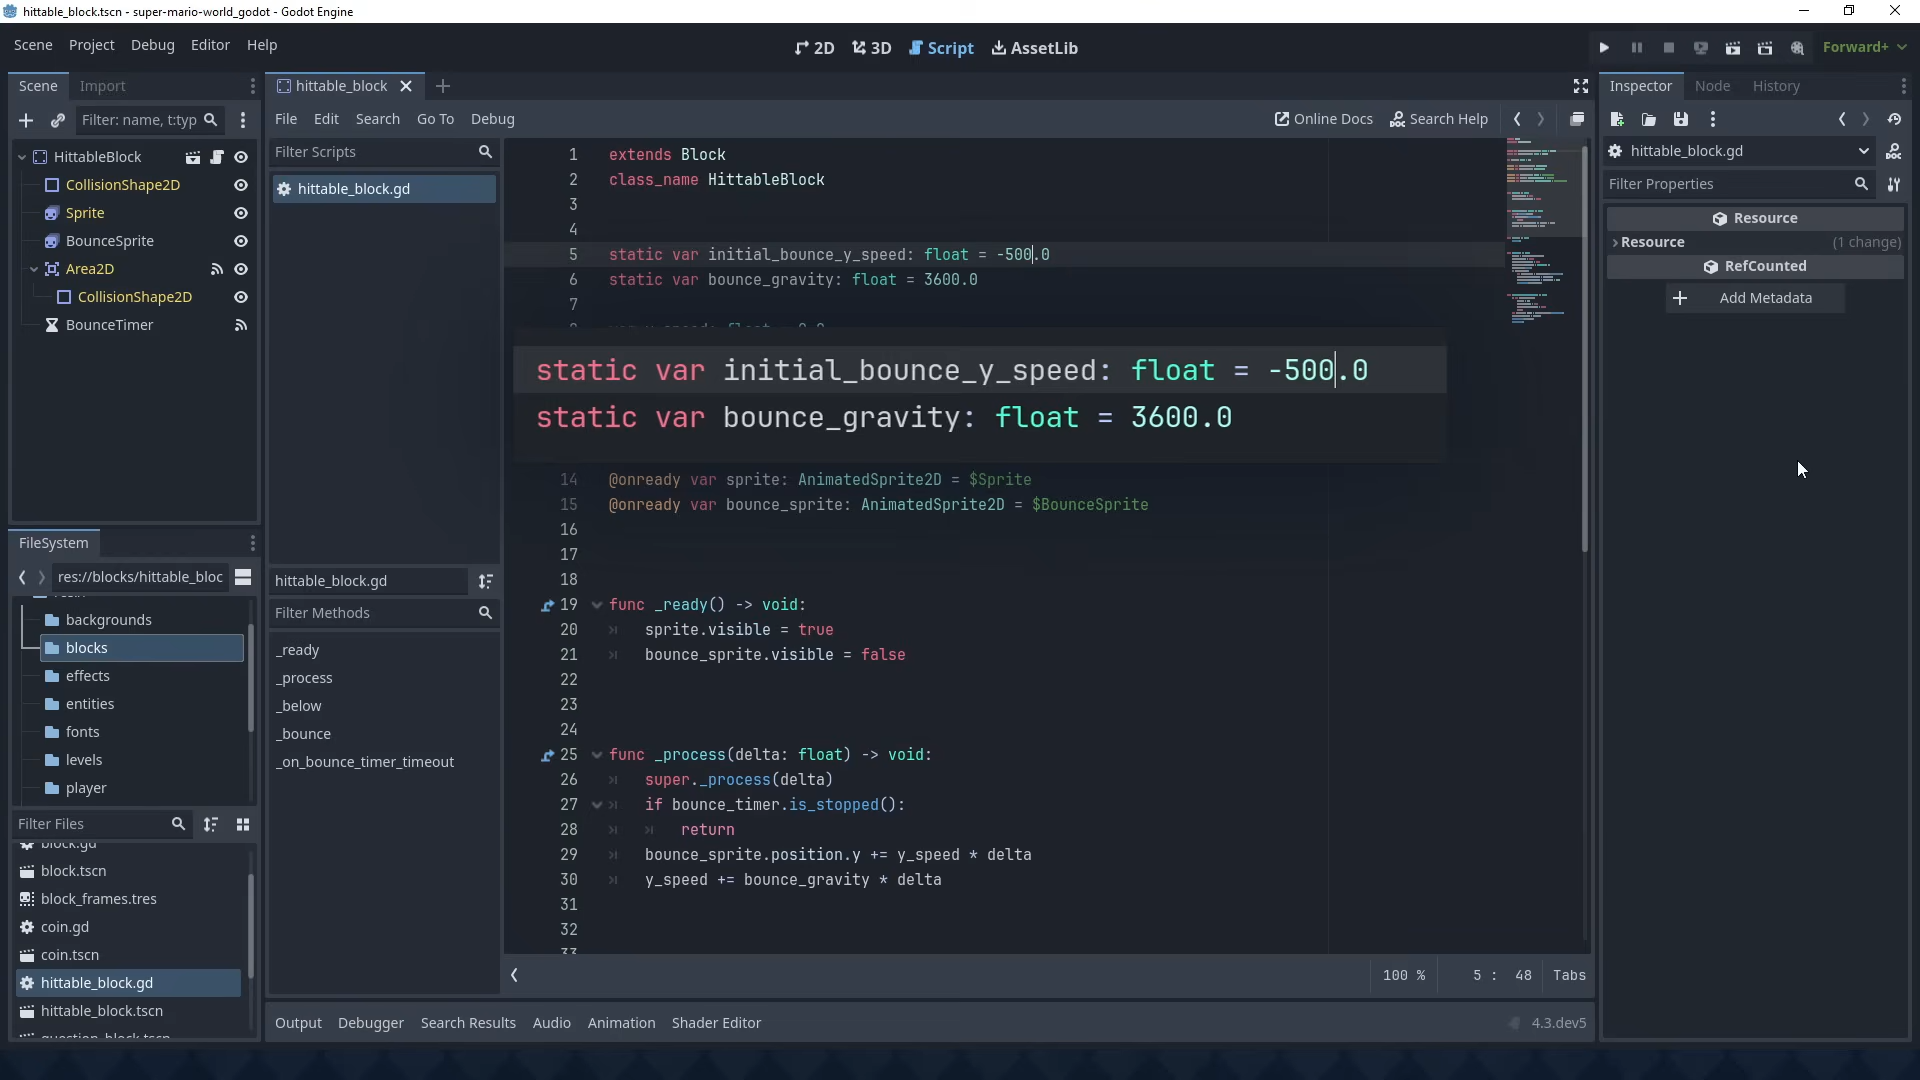 hittable_block.tscn - super-mario-world_godot - Godot Engine
Scene Project Debug Editor Help
2D 3D Script AssetLib
Forward+
Scene Import
Filter: name, t:typ
HittableBlock
CollisionShape2D
Sprite
BounceSprite
Area2D
CollisionShape2D
BounceTimer
FileSystem
res://blocks/hittable_bloc
backgrounds
blocks
effects
entities
fonts
levels
player
Filter Files
block.gd
block.tscn
block_frames.tres
coin.gd
coin.tscn
hittable_block.gd
hittable_block.tscn
question_block.tscn
hittable_block
File Edit Search Go To Debug
Online Docs Search Help
Filter Scripts
hittable_block.gd
hittable_block.gd
Filter Methods
_ready
_process
_below
_bounce
_on_bounce_timer_timeout
1 extends Block
2 class_name HittableBlock
3
4
5 static var initial_bounce_y_speed: float = -500.0
6 static var bounce_gravity: float = 3600.0
7
static var initial_bounce_y_speed: float = -500.0
static var bounce_gravity: float = 3600.0
14 @onready var sprite: AnimatedSprite2D = $Sprite
15 @onready var bounce_sprite: AnimatedSprite2D = $BounceSprite
16
17
18
19 func _ready() -> void:
20 sprite.visible = true
21 bounce_sprite.visible = false
22
23
24
25 func _process(delta: float) -> void:
26 super._process(delta)
27 if bounce_timer.is_stopped():
28 return
29 bounce_sprite.position.y += y_speed * delta
30 y_speed += bounce_gravity * delta
31
32
33
100 % 5 : 48 Tabs
Output Debugger Search Results Audio Animation Shader Editor
4.3.dev5
Inspector Node History
hittable_block.gd
Filter Properties
Resource
Resource (1 change)
RefCounted
Add Metadata